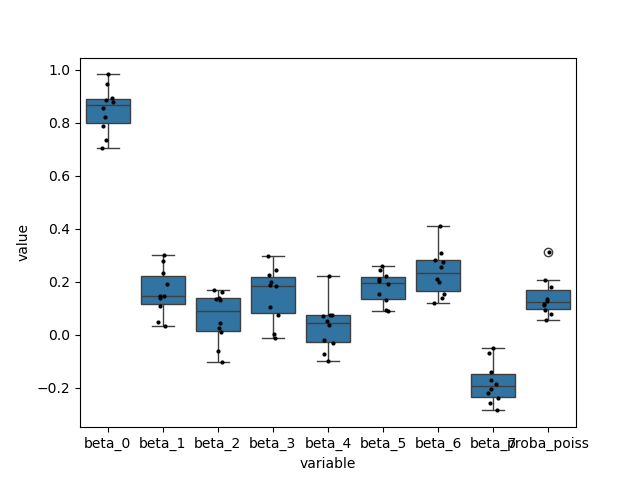 value
1.0
0.8
0.6
0.4
0.2
0.0
−0.2
beta_0 beta_1 beta_2 beta_3 beta_4 beta_5 beta_6 beta_7 proba_poiss
variable